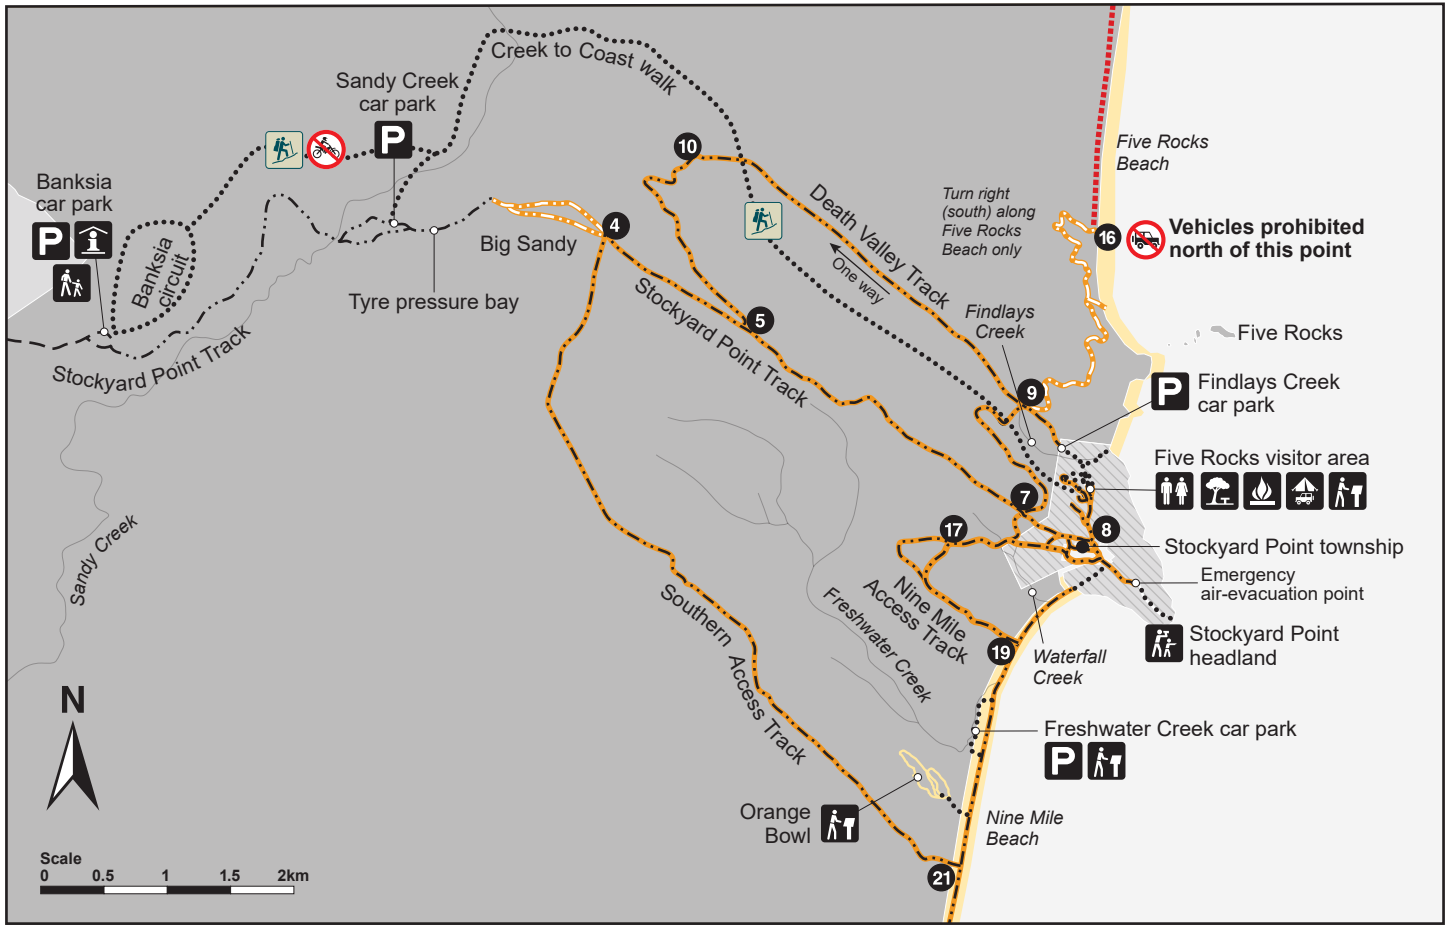 Creek to Coast walk
Sandy Creek
car park
P
10
Five Rocks
Beach
Banksia
car park
P
Death Valley Track
Turn right
(south) along
Five Rocks
Beach only
4
16
Vehicles prohibited
north of this point
Banksia
circuit
Big Sandy
One way
Tyre pressure bay
Stockyard Point Track
5
Findlays
Creek
Five Rocks
Stockyard Point Track
9
P
Findlays Creek
car park
Five Rocks visitor area
7
17
8
Stockyard Point township
Sandy Creek
Nine Mile
Access Track
Emergency
air-evacuation point
Southern Access Track
Freshwater Creek
Stockyard Point
headland
19
Waterfall
Creek
N
Freshwater Creek car park
P
Orange
Bowl
Nine Mile
Beach
Scale
0 0.5 1 1.5 2km
21